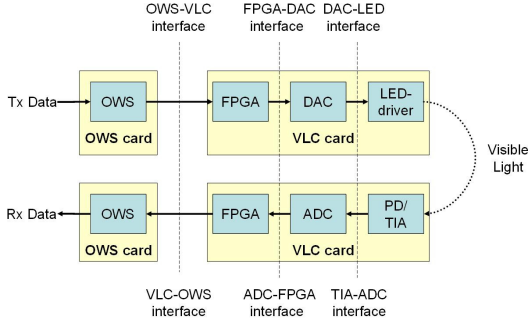 OWS-VLC
interface
FPGA-DAC
interface
DAC-LED
interface
Tx Data
OWS
OWS card
FPGA
DAC
LED-
driver
VLC card
Visible
Light
Rx Data
OWS
OWS card
FPGA
ADC
PD/
TIA
VLC card
VLC-OWS
interface
ADC-FPGA
interface
TIA-ADC
interface